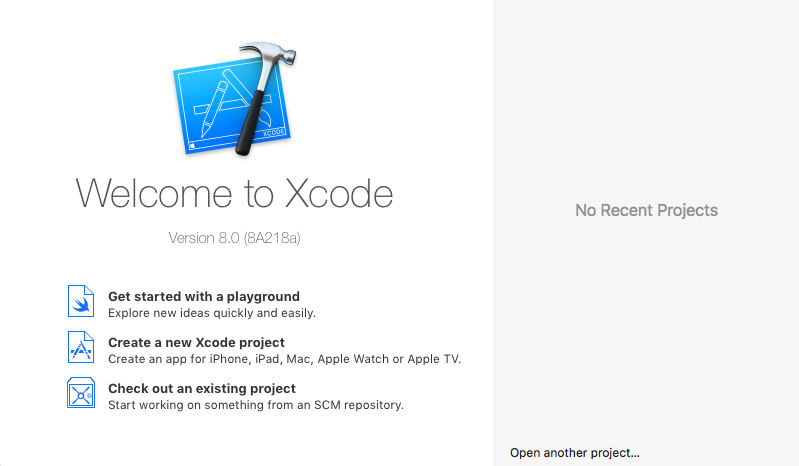 XCODE
Welcome to Xcode
Version 8.0 (8A218a)
Get started with a playground
Explore new ideas quickly and easily.
Create a new Xcode project
Create an app for iPhone, iPad, Mac, Apple Watch or Apple TV.
Check out an existing project
Start working on something from an SCM repository.
No Recent Projects
Open another project...